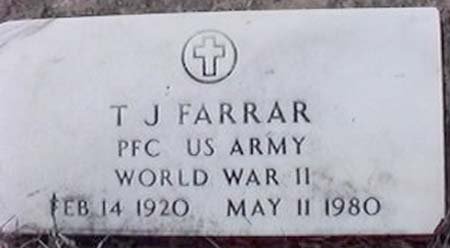 T J FARRAR
PFC US ARMY
WORLD WAR II
FEB 14 1920 MAY 11 1980